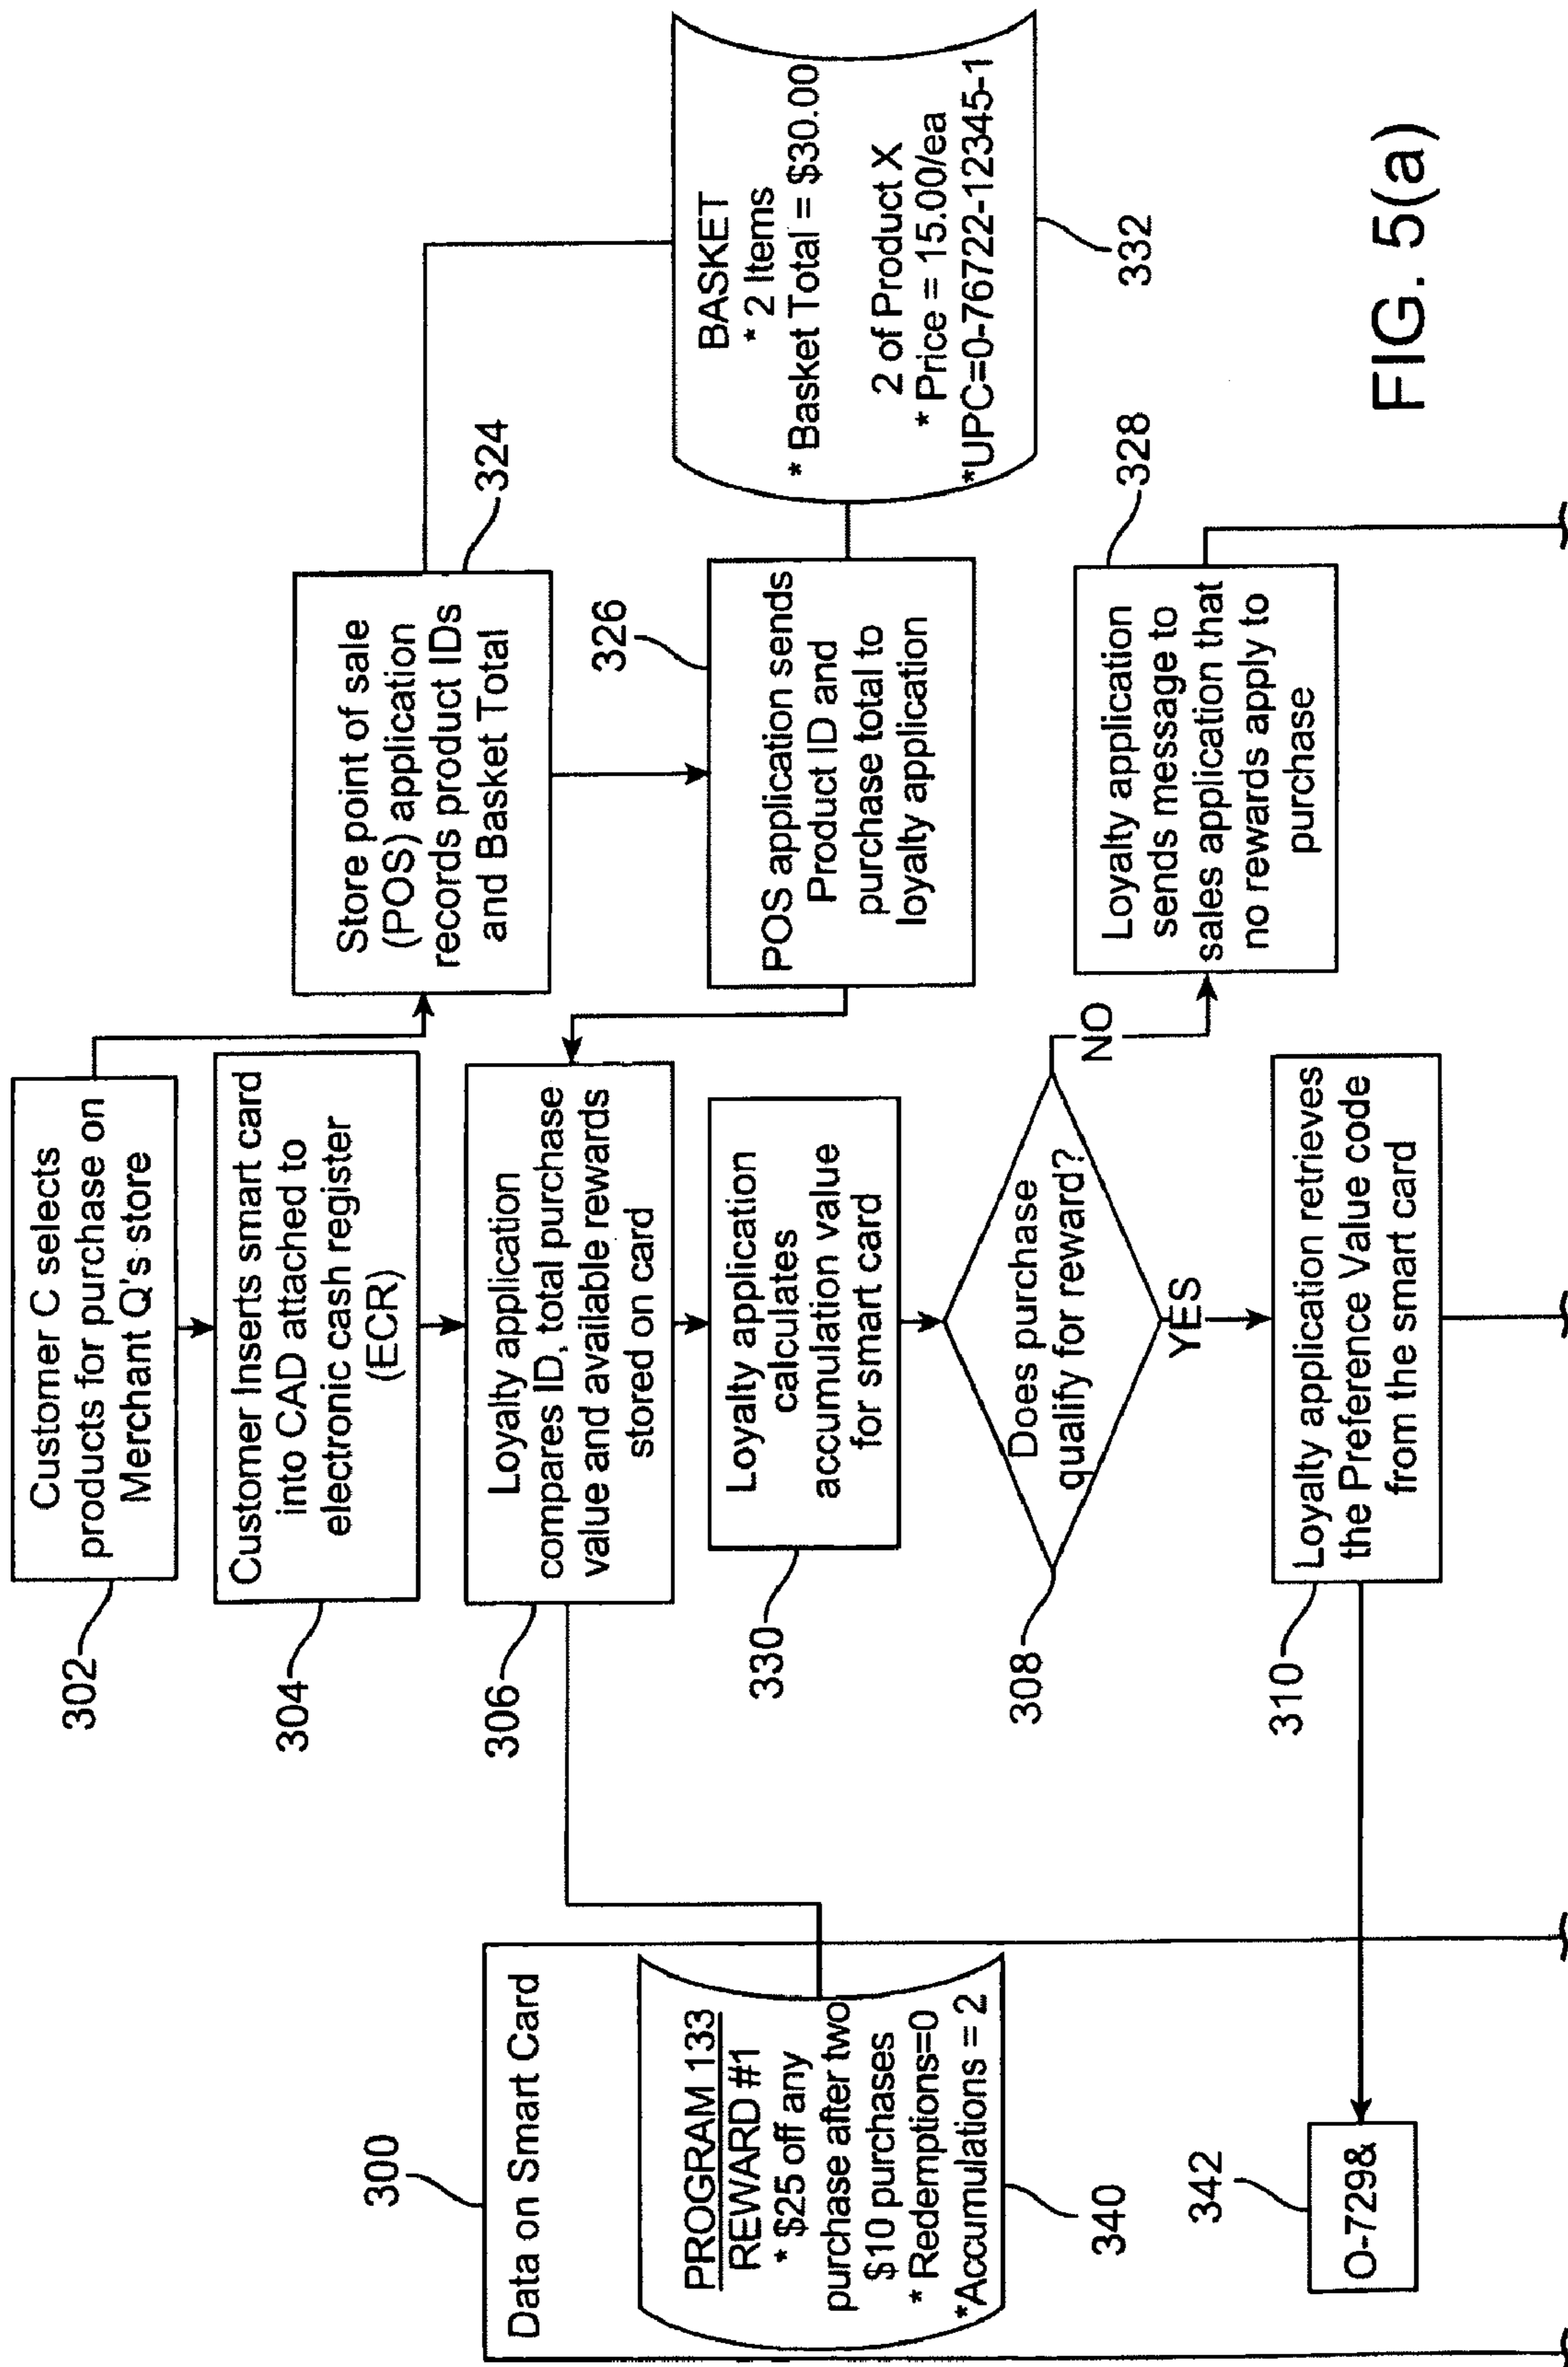 300
Data on Smart Card
PROGRAM 133
REWARD #1
* $25 off any
purchase after two
$10 purchases
* Redemptions=0
*Accumulations = 2
340
342
O-7298&
302
Customer C selects
products for purchase on
Merchant Q's store
304
Customer Inserts smart card
into CAD attached to
electronic cash register
(ECR)
306
Loyalty application
compares ID, total purchase
value and available rewards
stored on card
330
Loyalty application
calculates
accumulation value
for smart card
308
Does purchase
qualify for reward?
NO
YES
310
Loyalty application retrieves
the Preference Value code
from the smart card
324
Store point of sale
(POS) application
records product IDs
and Basket Total
326
POS application sends
Product ID and
purchase total to
loyalty application
328
Loyalty application
sends message to
sales application that
no rewards apply to
purchase
BASKET
* 2 Items
* Basket Total = $30.00
2 of Product X
* Price = 15.00/ea
*UPC=0-76722-12345-1
332
FIG. 5(a)